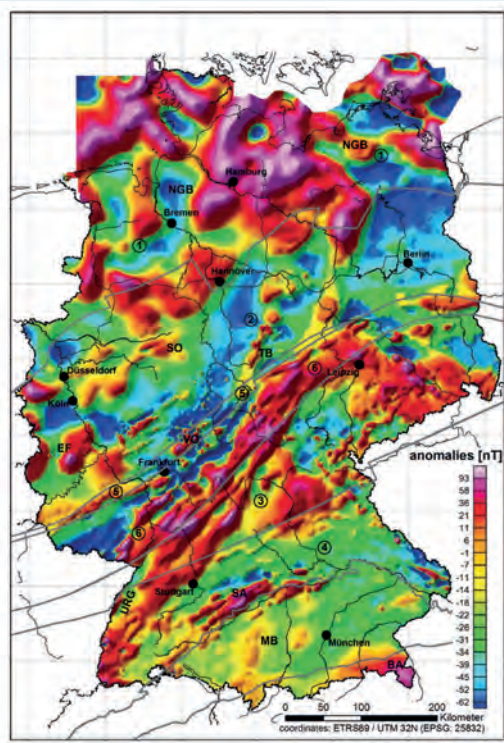 NGB
①
Hamburg
NGB
Bremen
①
Berlin
Hannover
②
SO
TB
⑥
Düsseldorf
Leipzig
Köln
⑤
VO
EF
Frankfurt
anomalies [nT]
⑤
③
93
58
36
21
11
6
-1
-7
-11
-14
-18
-22
-26
-29
-34
-39
-45
-52
-62
⑥
④
Stuttgart
URG
SA
MB
München
BA
0 50 100 200
Kilometer
coordinates: ETRS89 / UTM 32N (EPSG, 25832)